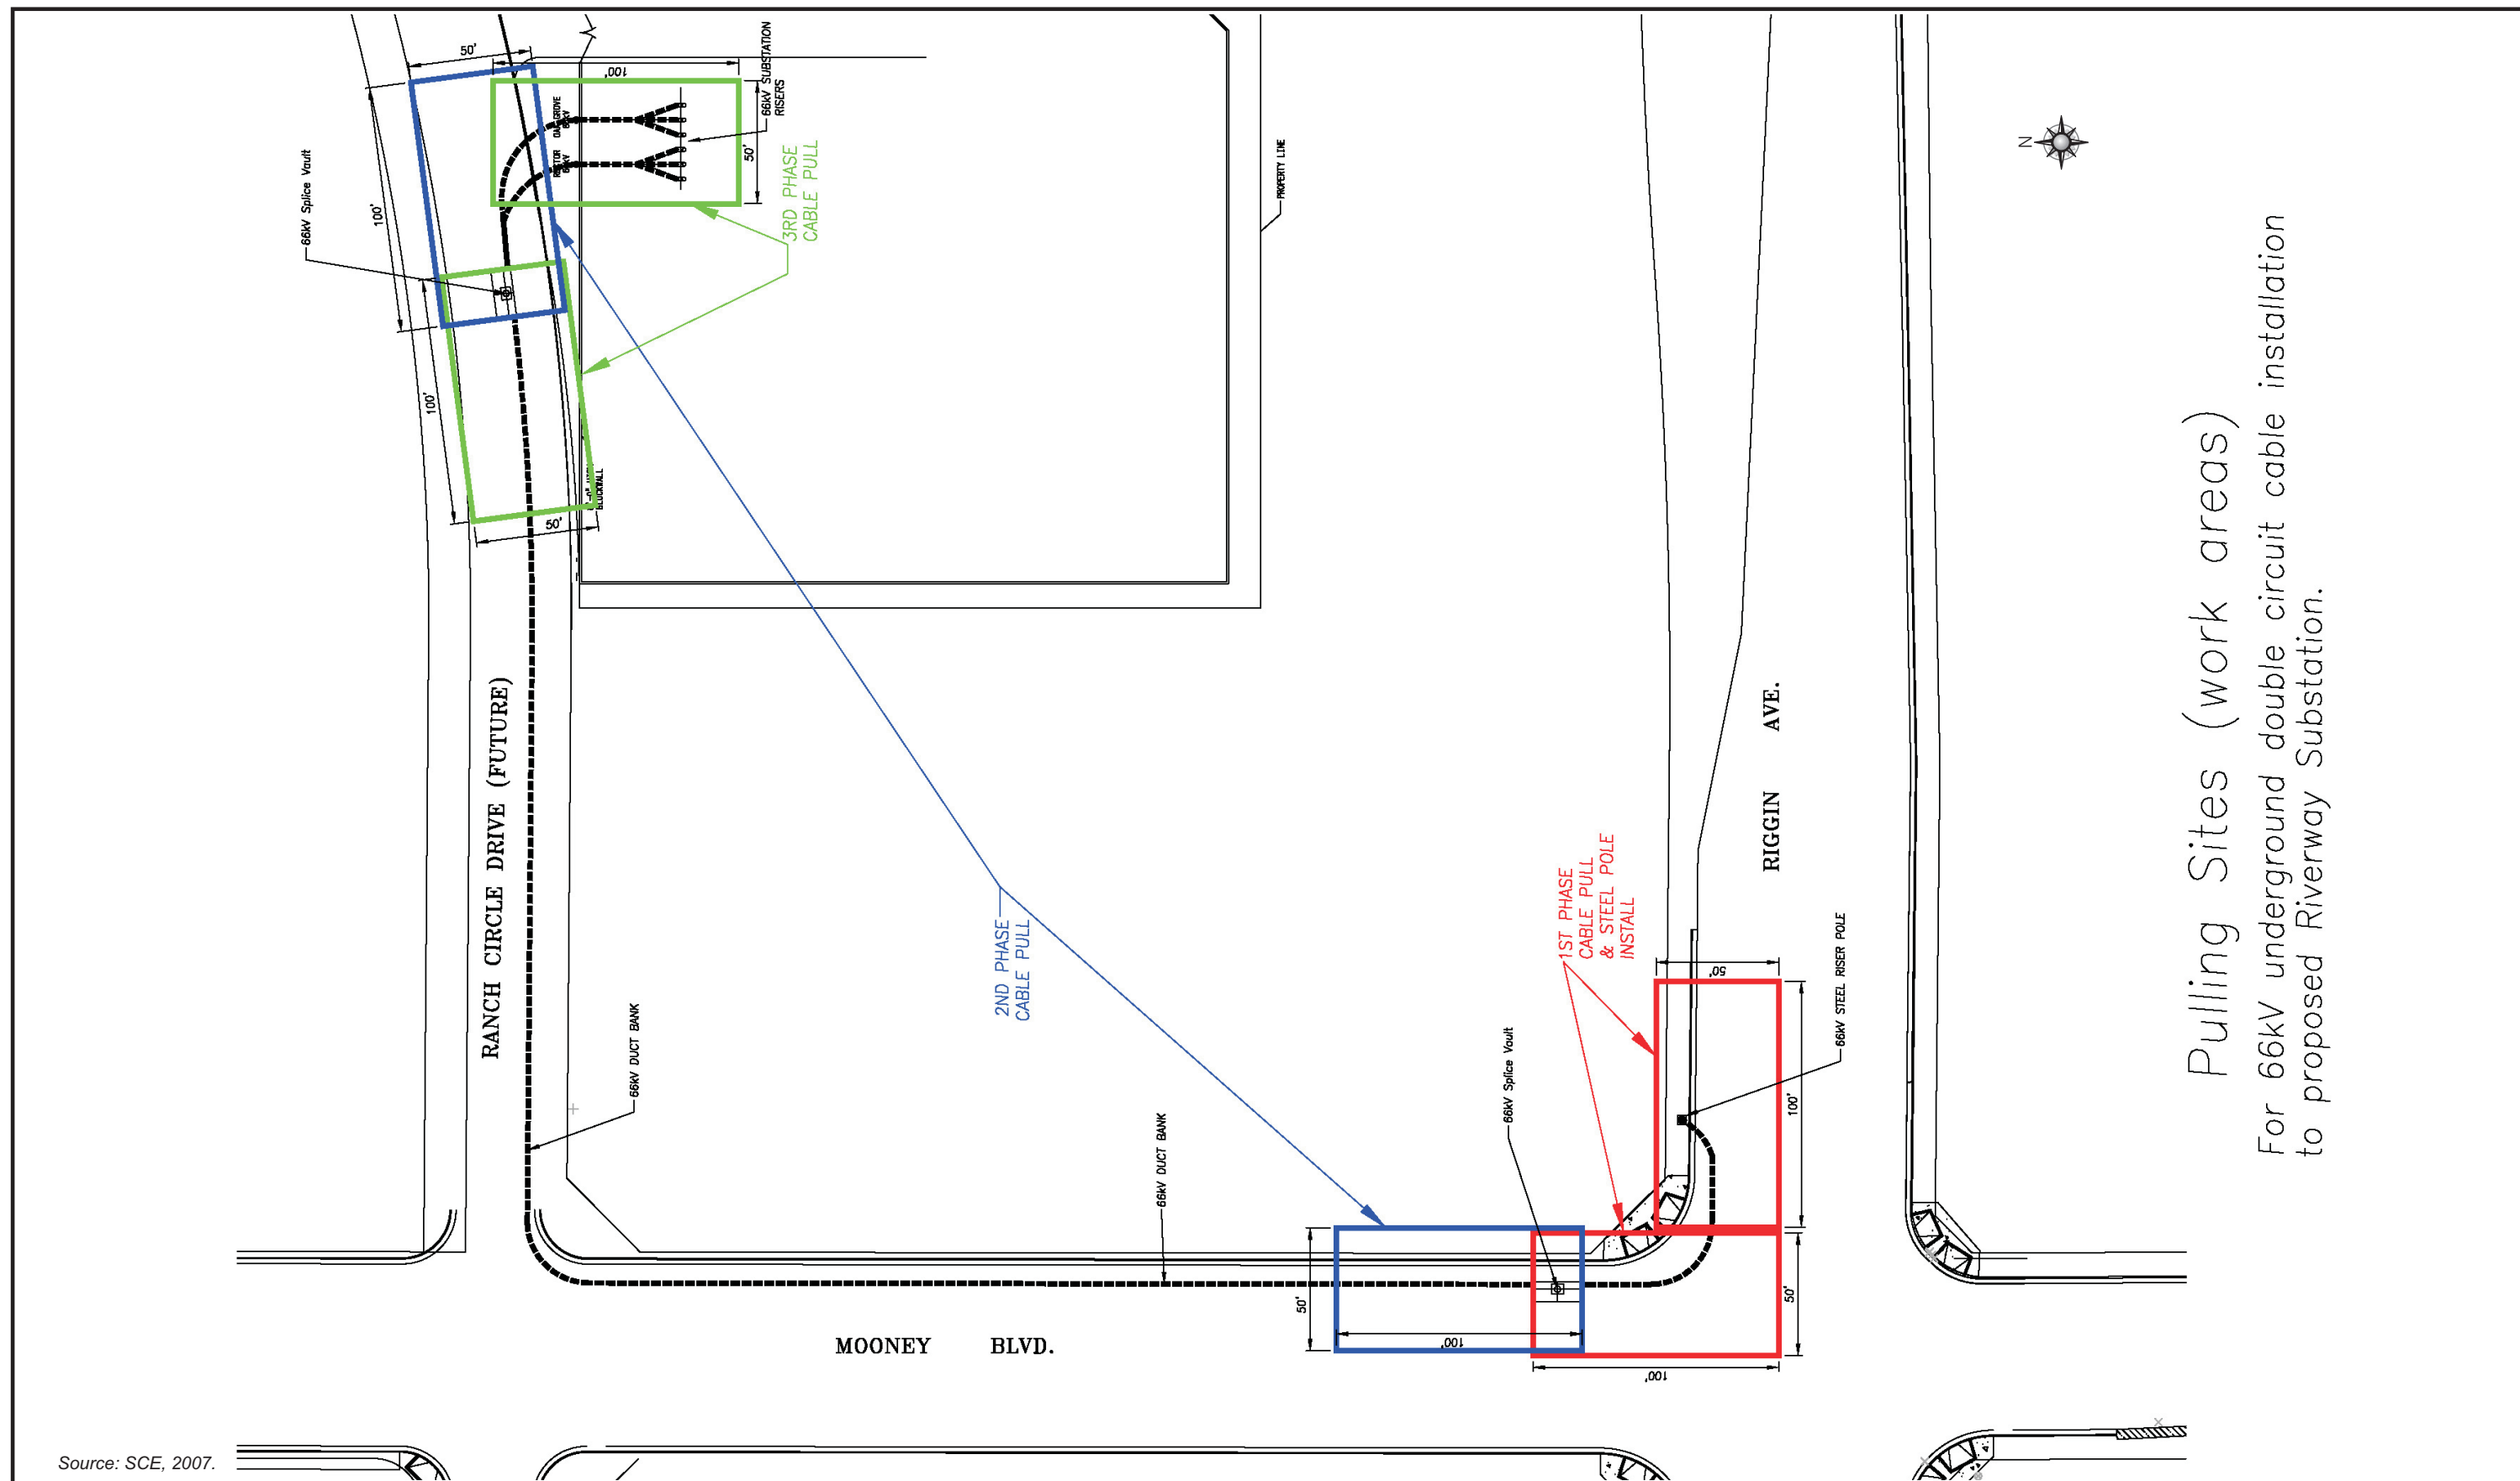 Pulling Sites (work areas)
For 66kV underground double circuit cable installation
to proposed Riverway Substation.
N
50'
100'
66kV SUBSTATION
RISERS
50'
100'
66kV Splice Vault
66kV
66kV
3RD PHASE
CABLE PULL
100'
50'
BLOCKWALL
PROPERTY LINE
RANCH CIRCLE DRIVE (FUTURE)
66kV DUCT BANK
2ND PHASE
CABLE PULL
66kV DUCT BANK
1ST PHASE
CABLE PULL
& STEEL POLE
INSTALL
RIGGIN AVE.
50'
66kV STEEL RISER POLE
100'
66kV Splice Vault
50'
100'
50'
100'
MOONEY BLVD.
Source: SCE, 2007.